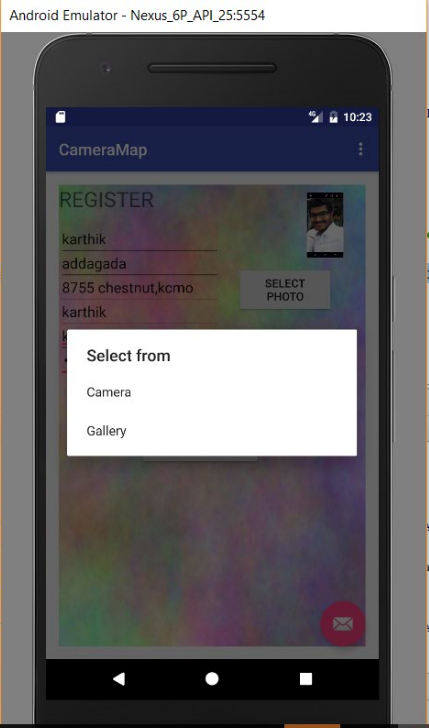 Android Emulator - Nexus_6P_API_25:5554
4G 10:23
CameraMap
REGISTER
karthik
addagada
8755 chestnut,kcmo
SELECT
PHOTO
karthik
Select from
Camera
Gallery